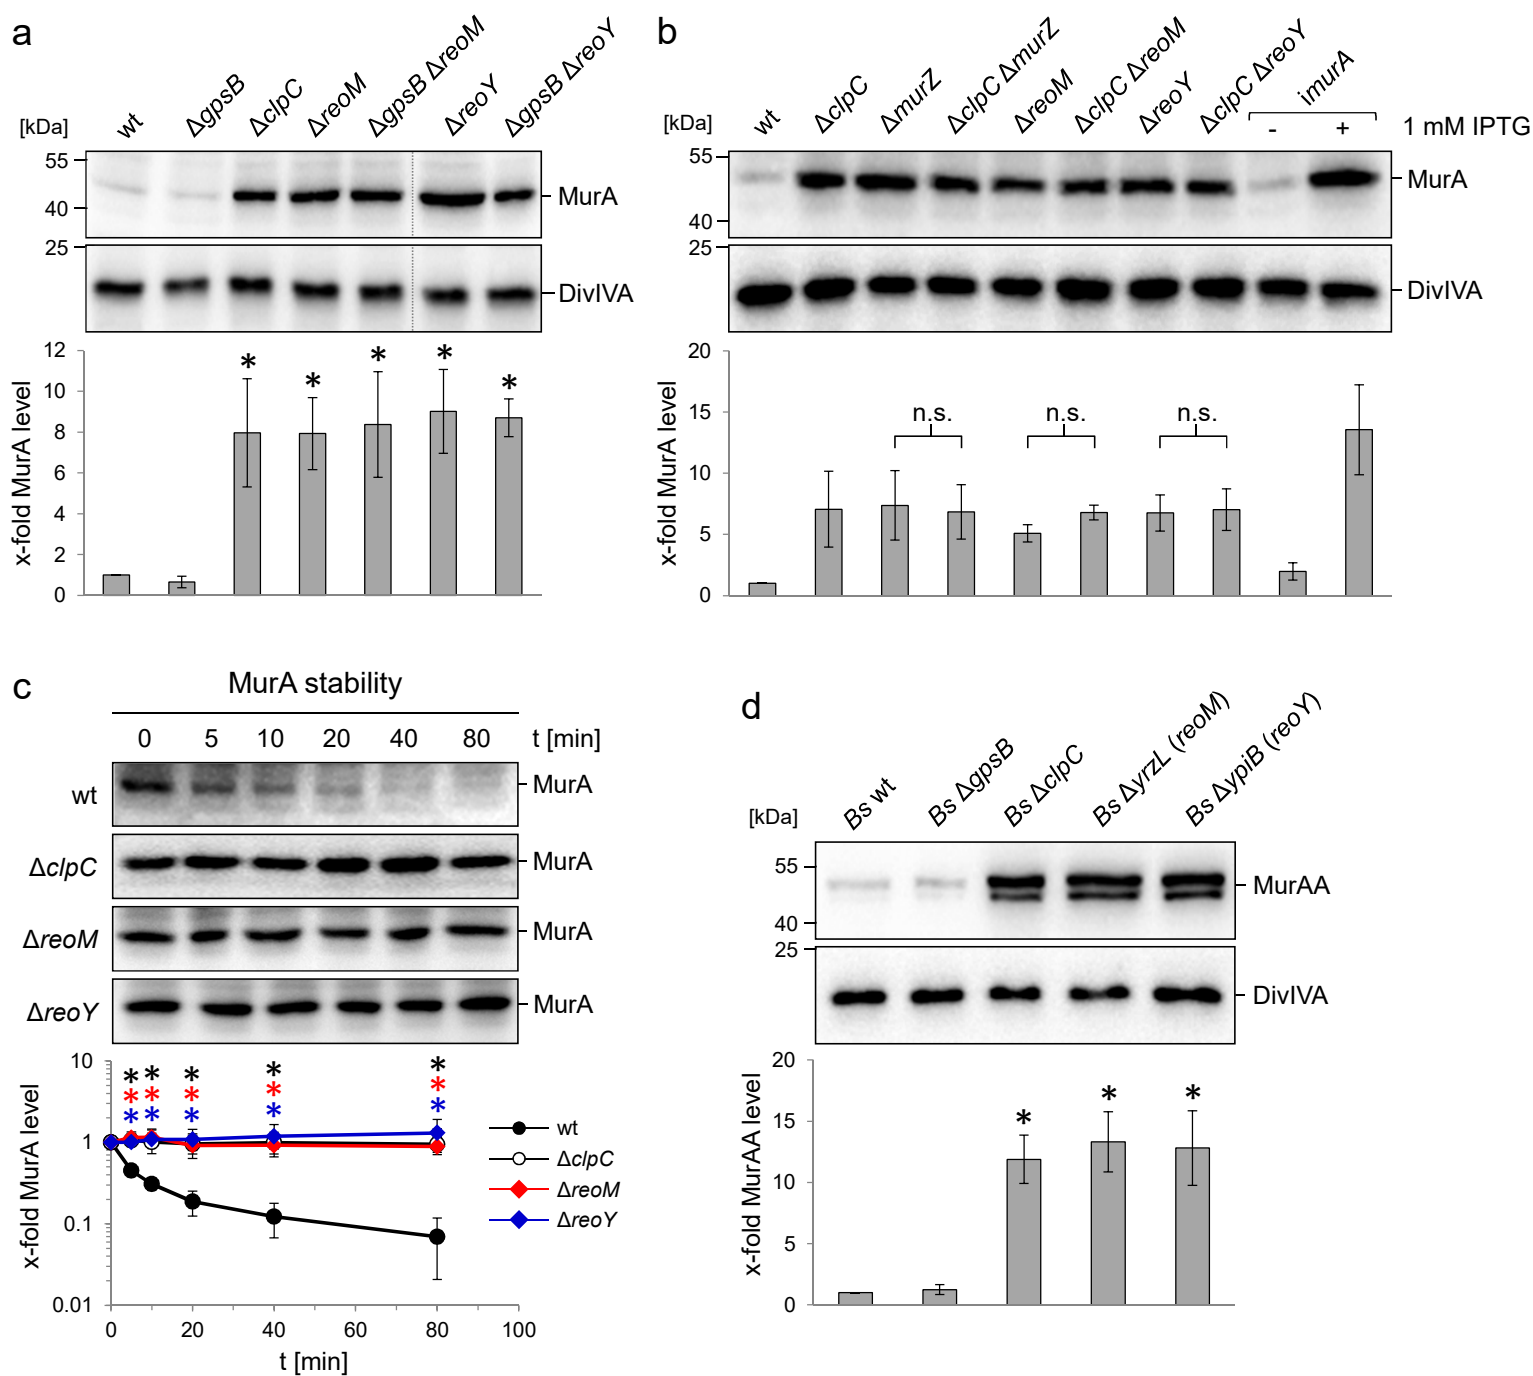 a
[kDa]
wt
ΔgpsB
ΔclpC
ΔreoM
ΔgpsB ΔreoM
ΔreoY
ΔgpsB ΔreoY
55
40
MurA
25
DivIVA
x-fold MurA level
12
10
8
6
4
2
0
* * * * *
b
[kDa]
wt
ΔclpC
ΔmurZ
ΔclpC ΔmurZ
ΔreoM
ΔclpC ΔreoM
ΔreoY
ΔclpC ΔreoY
imurA
- + 1 mM IPTG
55
40
MurA
25
DivIVA
x-fold MurA level
20
15
10
5
0
n.s. n.s. n.s.
c
MurA stability
0 5 10 20 40 80 t [min]
wt MurA
ΔclpC MurA
ΔreoM MurA
ΔreoY MurA
x-fold MurA level
10
1
0.1
0.01
* * * * *
* * * * *
* * * * *
wt
ΔclpC
ΔreoM
ΔreoY
0 20 40 60 80 100
t [min]
d
[kDa]
Bs wt
Bs ΔgpsB
Bs ΔclpC
Bs ΔyrzL (reoM)
Bs ΔypiB (reoY)
55
40
MurAA
25
DivIVA
x-fold MurAA level
20
15
10
5
0
* * *